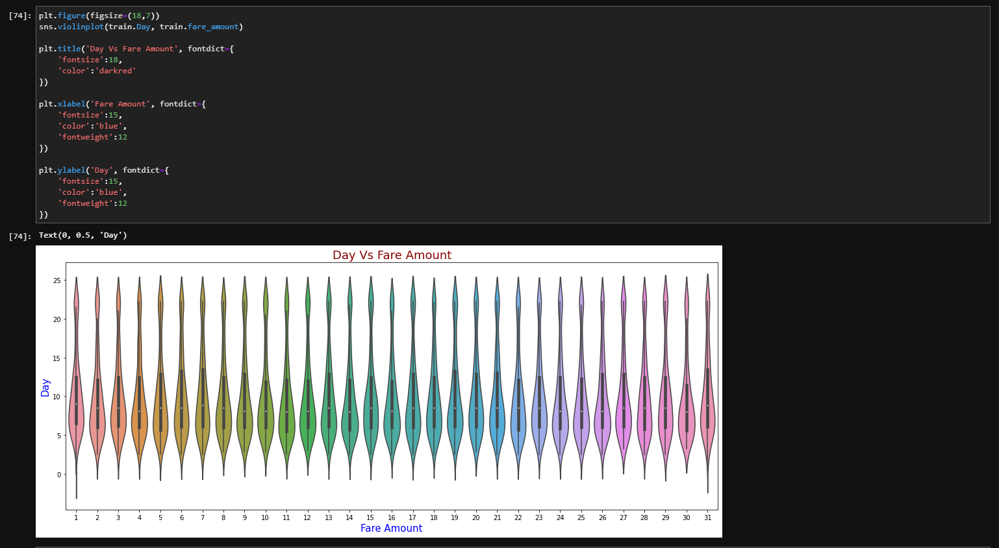 [74]: plt.figure(figsize=(18,7))
sns.violinplot(train.Day, train.fare_amount)
plt.title('Day Vs Fare Amount', fontdict={
'fontsize':18,
'color':'darkred'
})
plt.xlabel('Fare Amount', fontdict={
'fontsize':15,
'color':'blue',
'fontweight':12
})
plt.ylabel('Day', fontdict={
'fontsize':15,
'color':'blue',
'fontweight':12
})
[74]: Text(0, 0.5, 'Day')
Day Vs Fare Amount
Day
25
20
15
10
5
0
1 2 3 4 5 6 7 8 9 10 11 12 13 14 15 16 17 18 19 20 21 22 23 24 25 26 27 28 29 30 31
Fare Amount